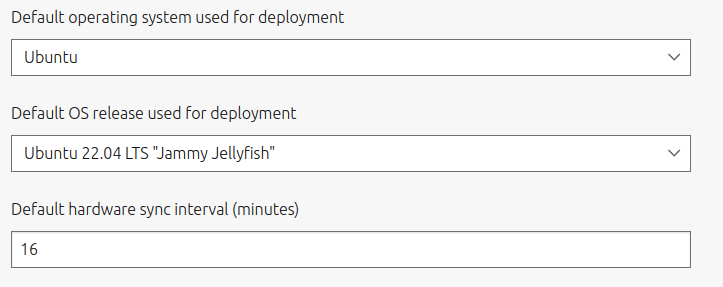 Default operating system used for deployment
Ubuntu
Default OS release used for deployment
Ubuntu 22.04 LTS "Jammy Jellyfish"
Default hardware sync interval (minutes)
16